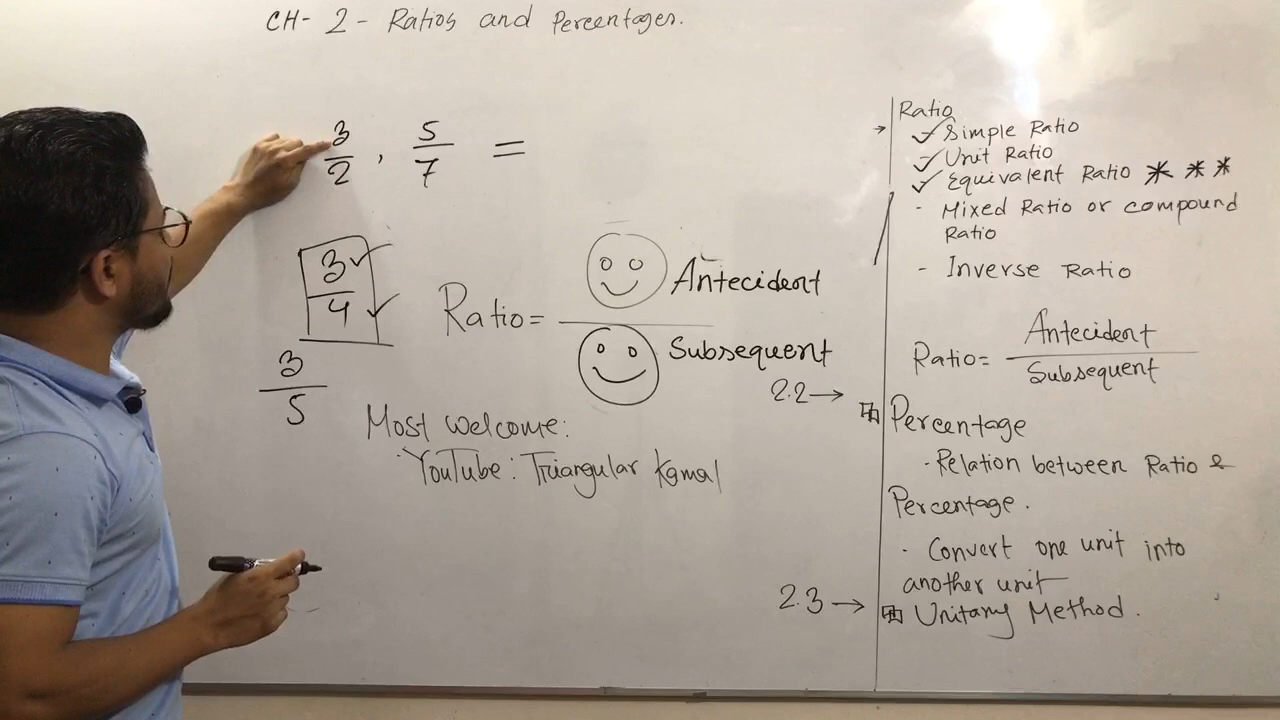 CH- 2 - Ratios and Percentages.
3/2 , 5/7 =
3/4
3/5
Ratio= Antecident
Subsequent
Most welcome:
YouTube: Triangular Kamal
Ratio
Simple Ratio
Unit Ratio
Equivalent Ratio * * *
- Mixed Ratio or compound
Ratio
- Inverse Ratio
Ratio= Antecident
Subsequent
2.2→
Percentage
· Relation between Ratio &
Percentage.
· Convert one unit into
another unit
2.3→
Unitary Method.